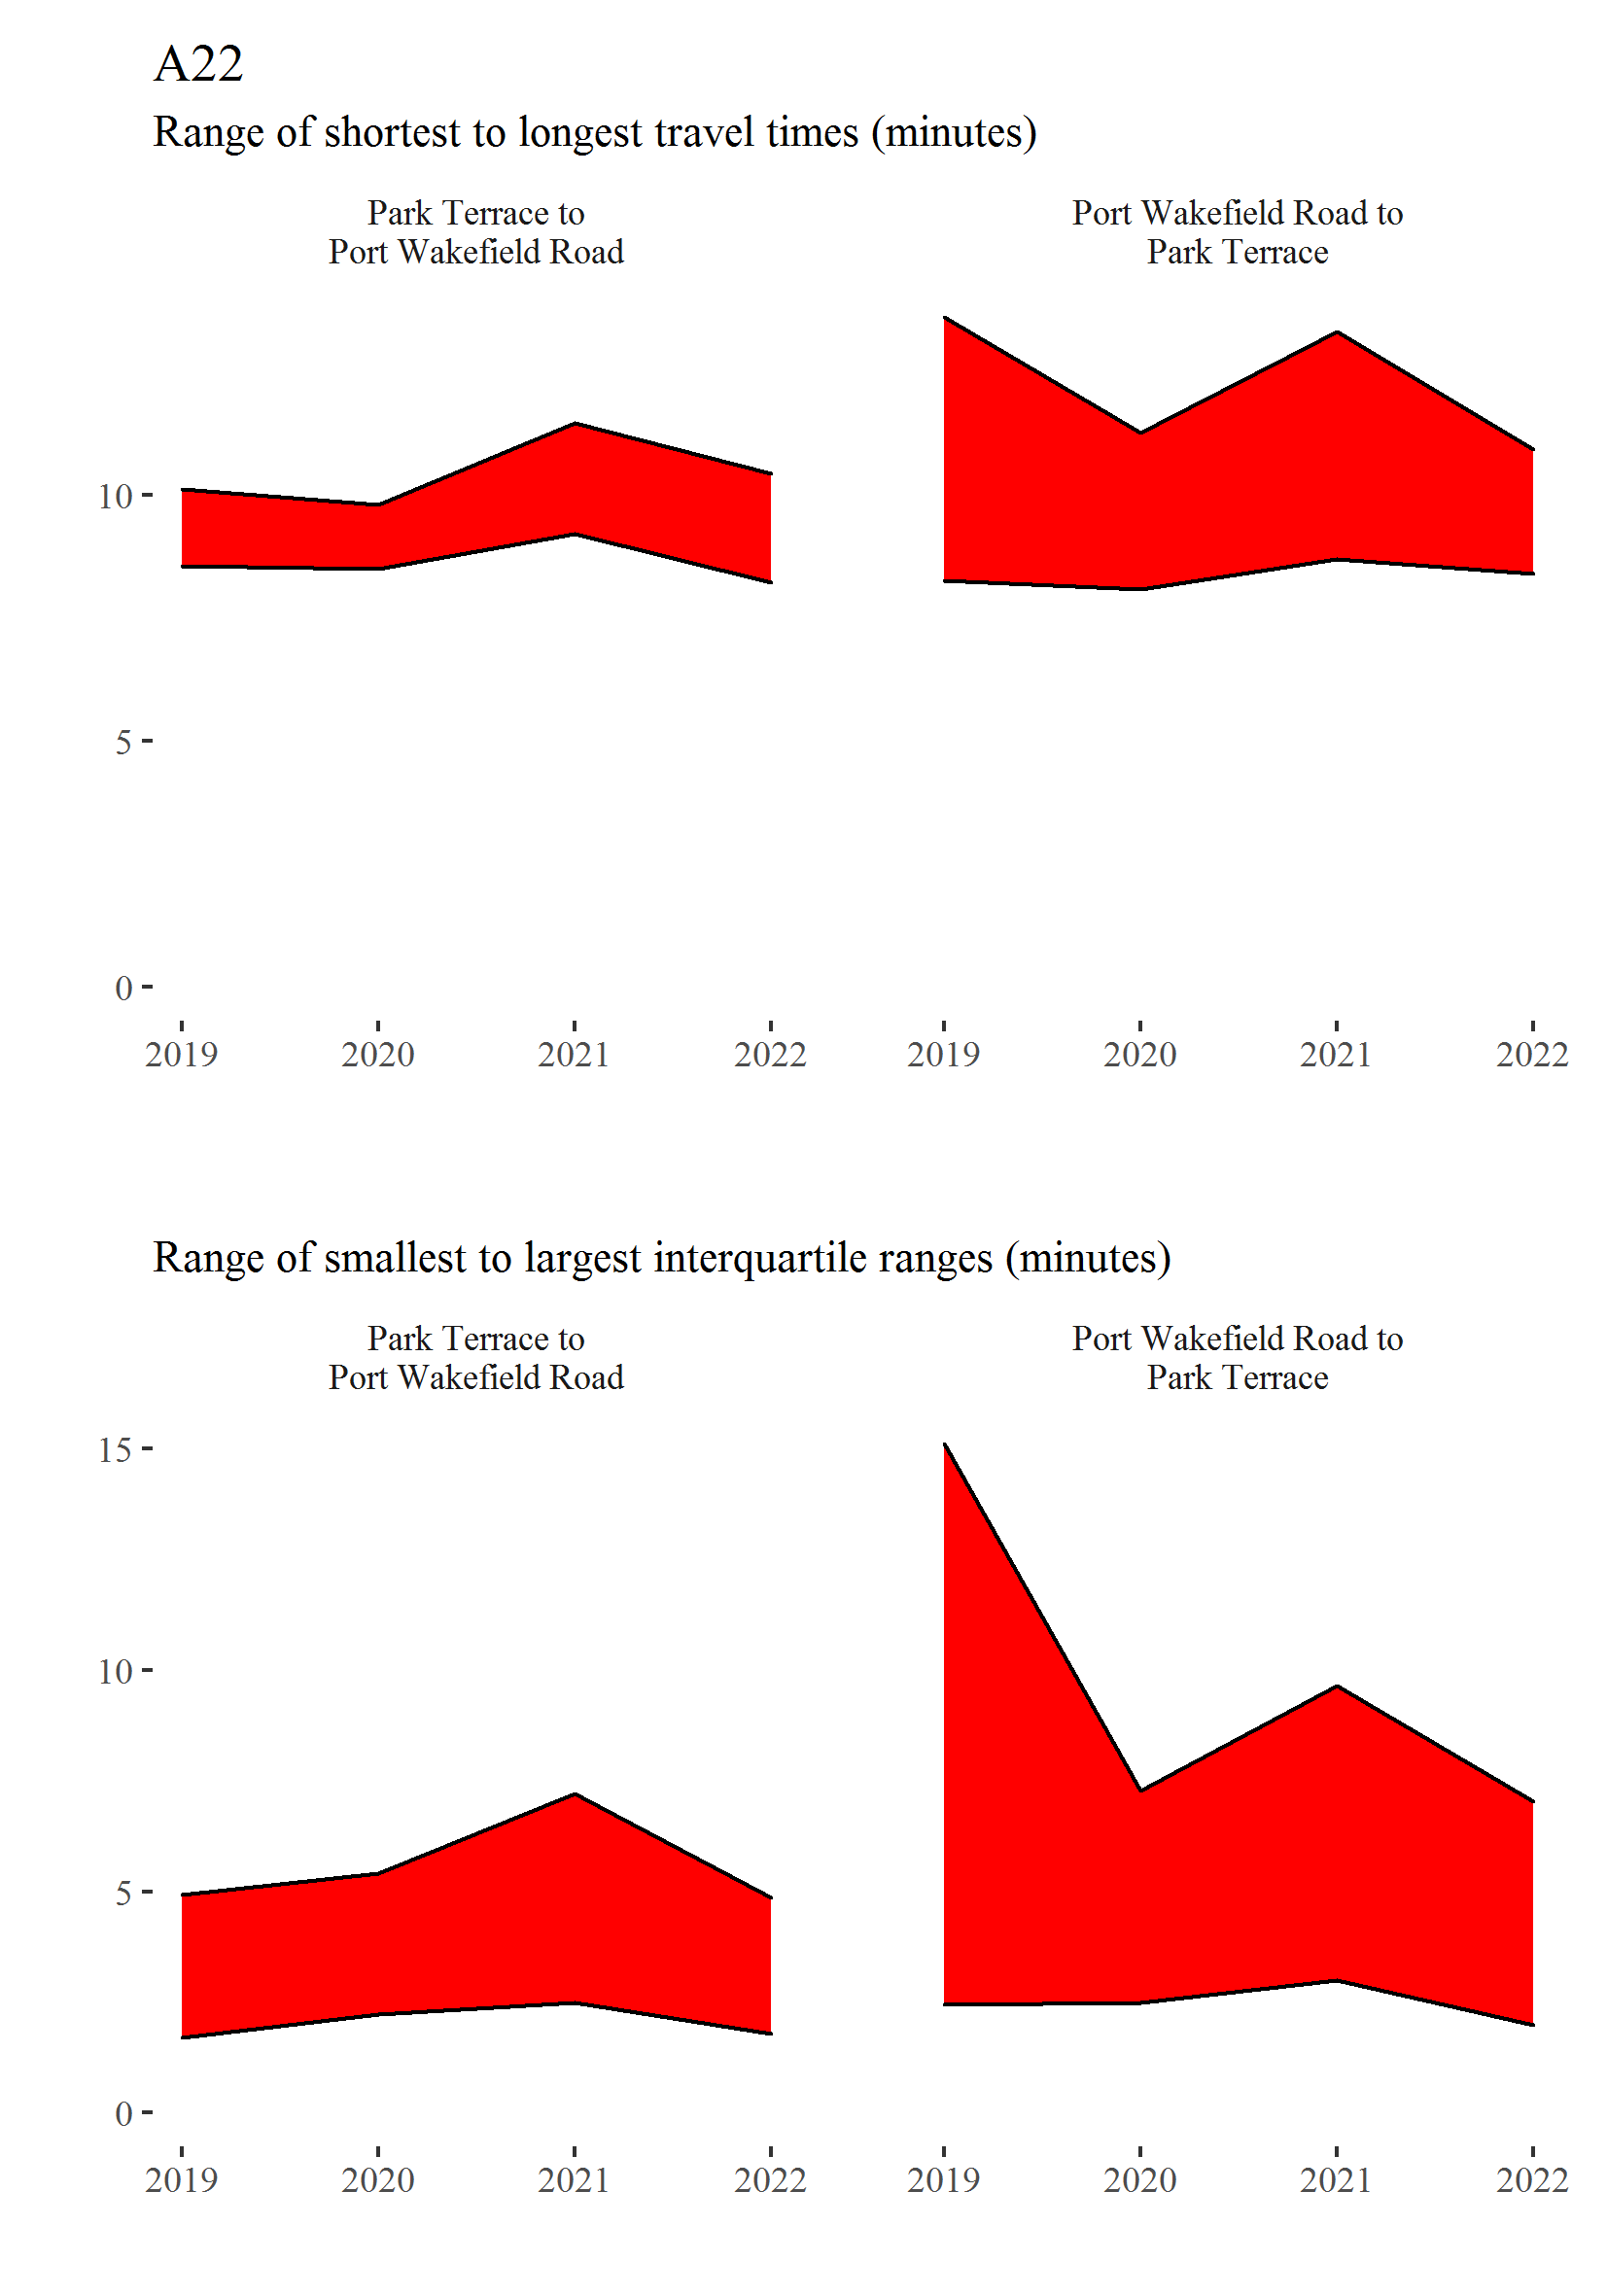 A22
Range of shortest to longest travel times (minutes)
Park Terrace to
Port Wakefield Road
Port Wakefield Road to
Park Terrace
10
5
0
2019 2020 2021 2022 2019 2020 2021 2022
Range of smallest to largest interquartile ranges (minutes)
Park Terrace to
Port Wakefield Road
Port Wakefield Road to
Park Terrace
15
10
5
0
2019 2020 2021 2022 2019 2020 2021 2022